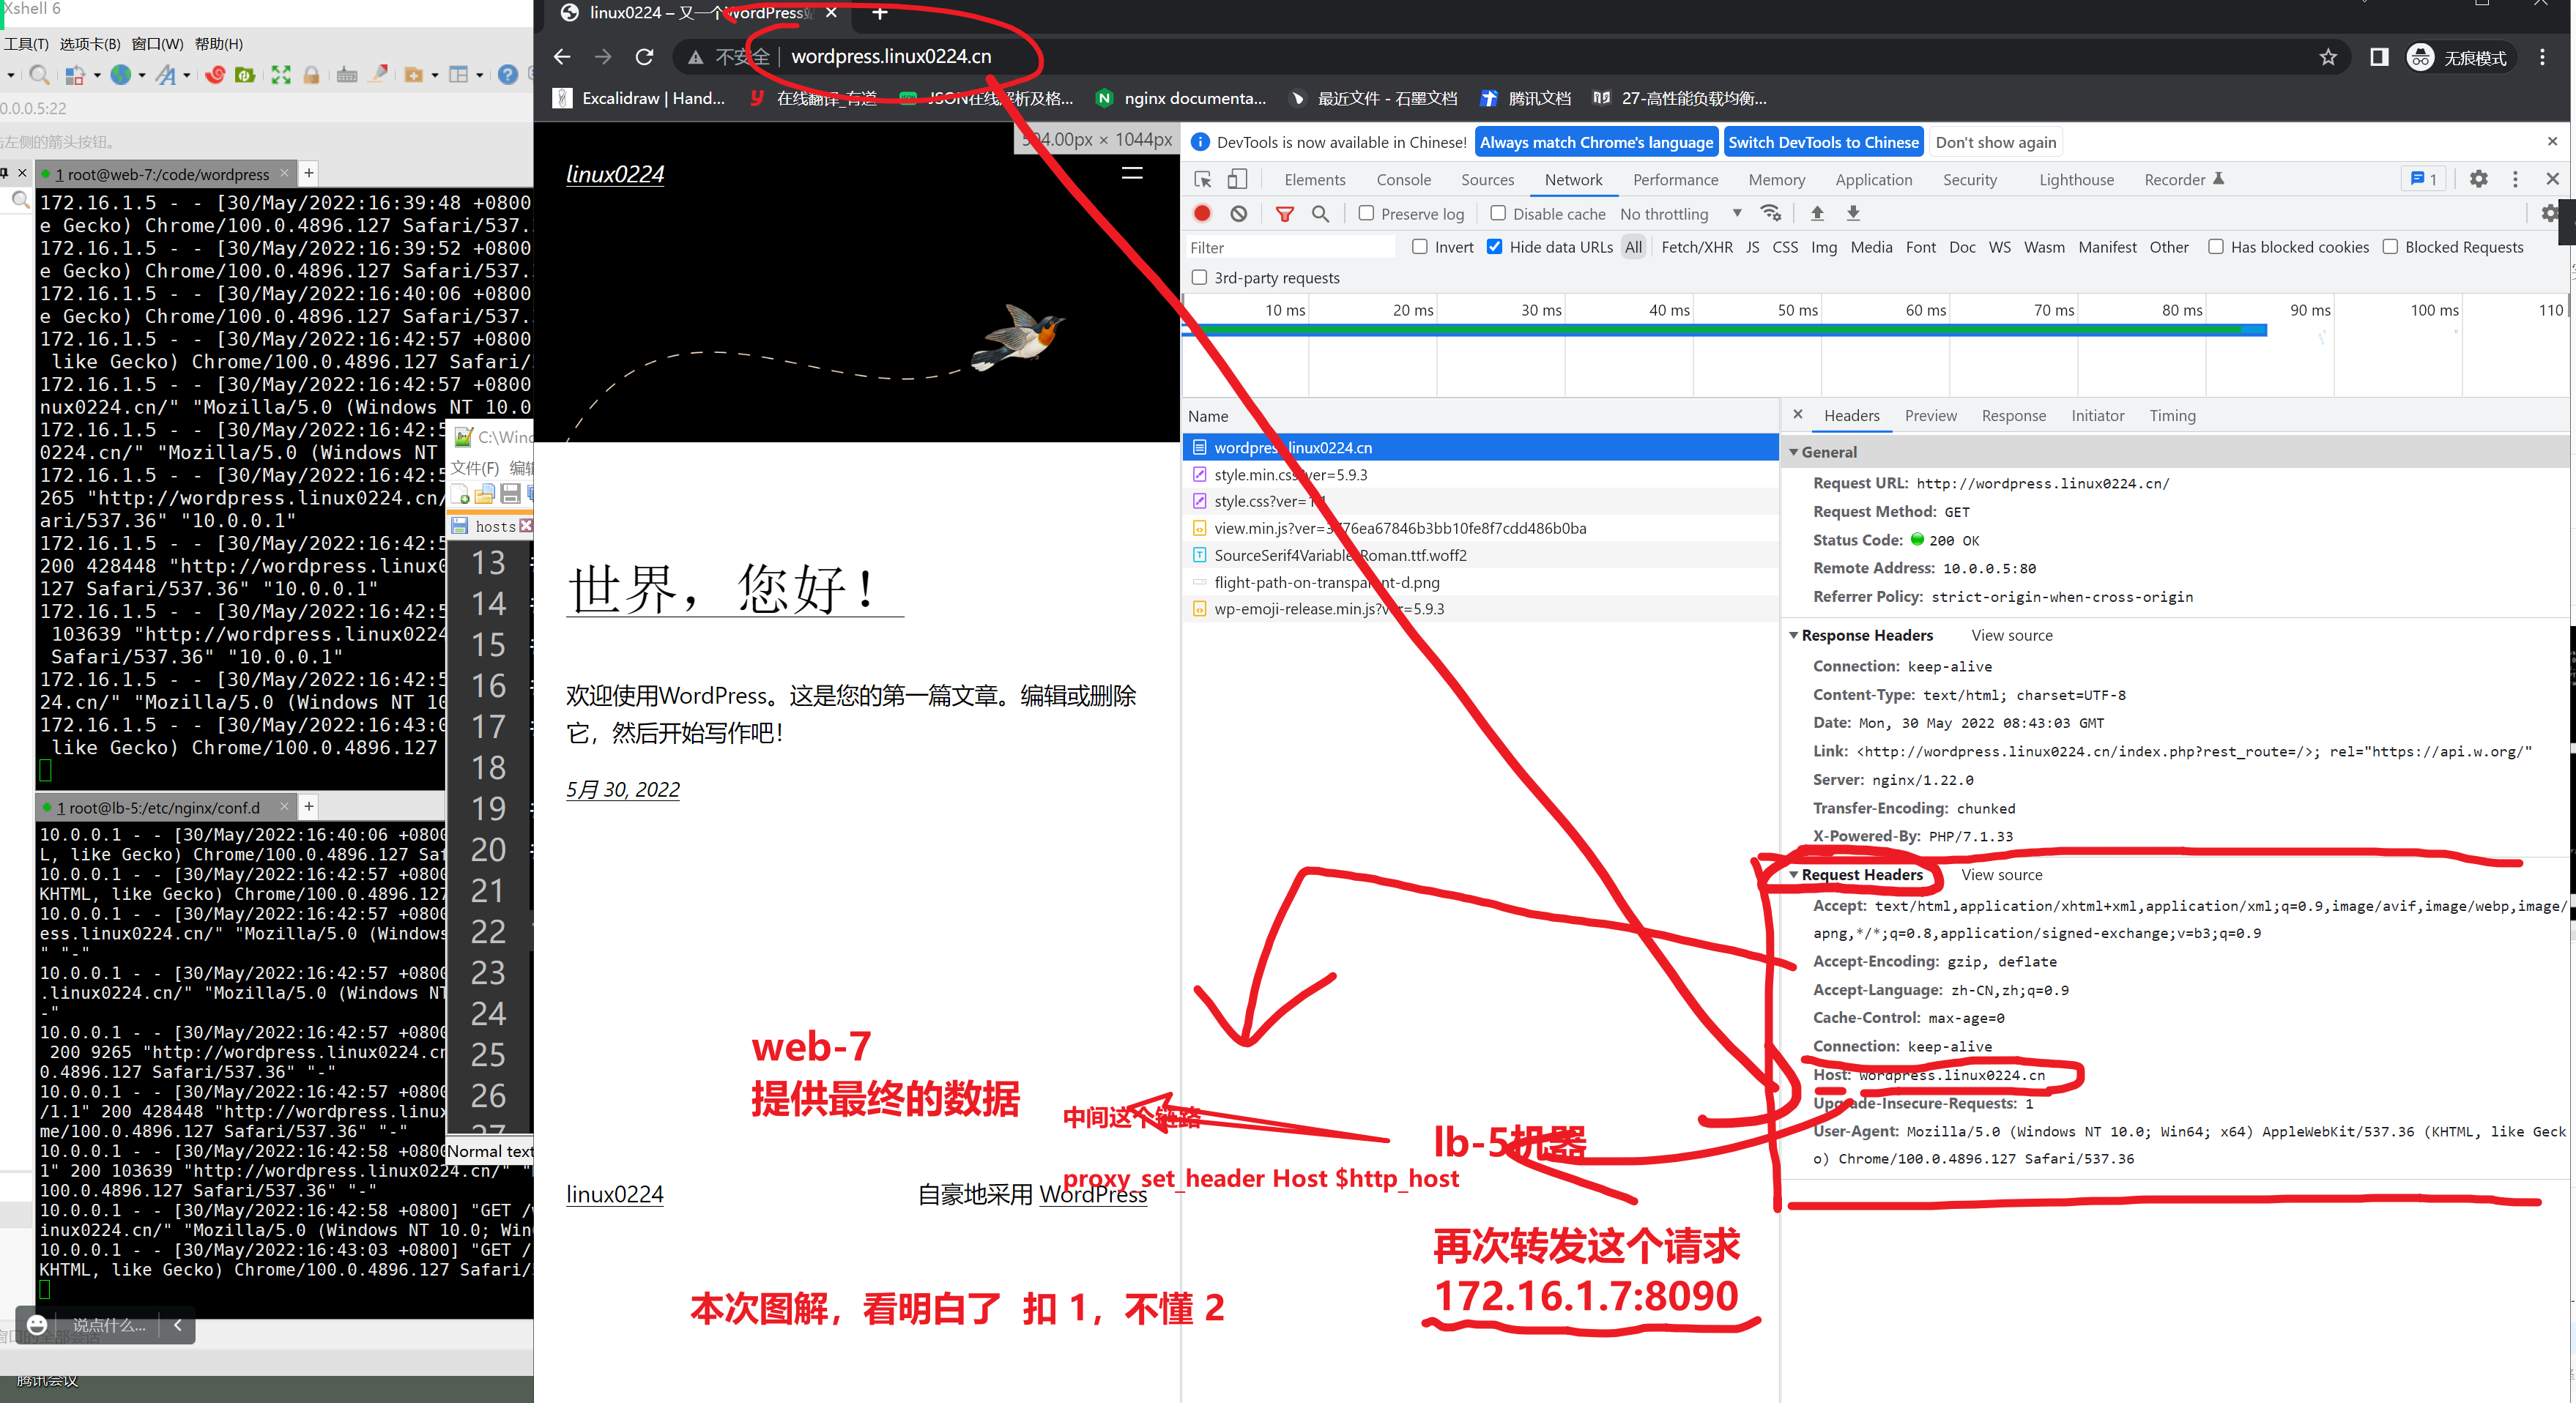 Xshell 6
工具(T) 选项卡(B) 窗口(W) 帮助(H)
0.0.0.5:22
左侧的箭头按钮。
1 root@web-7:/code/wordpress
172.16.1.5 - - [30/May/2022:16:39:48 +0800
e Gecko) Chrome/100.0.4896.127 Safari/537.
172.16.1.5 - - [30/May/2022:16:39:52 +0800
e Gecko) Chrome/100.0.4896.127 Safari/537.
172.16.1.5 - - [30/May/2022:16:40:06 +0800
e Gecko) Chrome/100.0.4896.127 Safari/537.
172.16.1.5 - - [30/May/2022:16:42:57 +0800
like Gecko) Chrome/100.0.4896.127 Safari/
172.16.1.5 - - [30/May/2022:16:42:57 +0800
nux0224.cn/" "Mozilla/5.0 (Windows NT 10.0
172.16.1.5 - - [30/May/2022:16:42:5
0224.cn/" "Mozilla/5.0 (Windows NT
172.16.1.5 - - [30/May/2022:16:42:5
265 "http://wordpress.linux0224.cn/
ari/537.36" "10.0.0.1"
172.16.1.5 - - [30/May/2022:16:42:5
200 428448 "http://wordpress.linux0
127 Safari/537.36" "10.0.0.1"
172.16.1.5 - - [30/May/2022:16:42:5
103639 "http://wordpress.linux0224
Safari/537.36" "10.0.0.1"
172.16.1.5 - - [30/May/2022:16:42:5
24.cn/" "Mozilla/5.0 (Windows NT 10
172.16.1.5 - - [30/May/2022:16:43:0
like Gecko) Chrome/100.0.4896.127
1 root@lb-5:/etc/nginx/conf.d
10.0.0.1 - - [30/May/2022:16:40:06 +0800
L, like Gecko) Chrome/100.0.4896.127 Saf
10.0.0.1 - - [30/May/2022:16:42:57 +0800
KHTML, like Gecko) Chrome/100.0.4896.127
10.0.0.1 - - [30/May/2022:16:42:57 +0800
ess.linux0224.cn/" "Mozilla/5.0 (Windows
" "-"
10.0.0.1 - - [30/May/2022:16:42:57 +0800
.linux0224.cn/" "Mozilla/5.0 (Windows NT
-"
10.0.0.1 - - [30/May/2022:16:42:57 +0800
200 9265 "http://wordpress.linux0224.cn
0.4896.127 Safari/537.36" "-"
10.0.0.1 - - [30/May/2022:16:42:57 +0800
/1.1" 200 428448 "http://wordpress.linux
me/100.0.4896.127 Safari/537.36" "-"
10.0.0.1 - - [30/May/2022:16:42:58 +0800
1" 200 103639 "http://wordpress.linux0224.cn/" "
100.0.4896.127 Safari/537.36" "-"
10.0.0.1 - - [30/May/2022:16:42:58 +0800] "GET /
inux0224.cn/" "Mozilla/5.0 (Windows NT 10.0; Win
10.0.0.1 - - [30/May/2022:16:43:03 +0800] "GET /
KHTML, like Gecko) Chrome/100.0.4896.127 Safari/
说点什么...
腾讯会议
C:\Wind
文件(F) 编辑
hosts
13
14
15
16
17
18
19
20
21
22
23
24
25
26
27
Normal text
linux0224 – 又一个WordPress
不安全 wordpress.linux0224.cn
无痕模式
Excalidraw | Hand... 在线翻译_有道 JSON在线解析及格... nginx documenta... 最近文件 - 石墨文档 腾讯文档 27-高性能负载均衡...
504.00px × 1044px
linux0224
世界，您好！
欢迎使用WordPress。这是您的第一篇文章。编辑或删除
它，然后开始写作吧！
5月 30, 2022
web-7
提供最终的数据
中间这个链路
lb-5机器
proxy_set_header Host $http_host
linux0224 自豪地采用 WordPress
再次转发这个请求
172.16.1.7:8090
本次图解，看明白了 扣 1，不懂 2
DevTools is now available in Chinese! Always match Chrome's language Switch DevTools to Chinese Don't show again
Elements Console Sources Network Performance Memory Application Security Lighthouse Recorder 1
Preserve log Disable cache No throttling
Filter Invert Hide data URLs All Fetch/XHR JS CSS Img Media Font Doc WS Wasm Manifest Other Has blocked cookies Blocked Requests
3rd-party requests
10 ms 20 ms 30 ms 40 ms 50 ms 60 ms 70 ms 80 ms 90 ms 100 ms 110
Name
wordpress.linux0224.cn
style.min.css?ver=5.9.3
style.css?ver=1.1
view.min.js?ver=3776ea67846b3bb10fe8f7cdd486b0ba
SourceSerif4Variable-Roman.ttf.woff2
flight-path-on-transparent-d.png
wp-emoji-release.min.js?ver=5.9.3
Headers Preview Response Initiator Timing
General
Request URL: http://wordpress.linux0224.cn/
Request Method: GET
Status Code: 200 OK
Remote Address: 10.0.0.5:80
Referrer Policy: strict-origin-when-cross-origin
Response Headers View source
Connection: keep-alive
Content-Type: text/html; charset=UTF-8
Date: Mon, 30 May 2022 08:43:03 GMT
Link: <http://wordpress.linux0224.cn/index.php?rest_route=/>; rel="https://api.w.org/"
Server: nginx/1.22.0
Transfer-Encoding: chunked
X-Powered-By: PHP/7.1.33
Request Headers View source
Accept: text/html,application/xhtml+xml,application/xml;q=0.9,image/avif,image/webp,image/
apng,*/*;q=0.8,application/signed-exchange;v=b3;q=0.9
Accept-Encoding: gzip, deflate
Accept-Language: zh-CN,zh;q=0.9
Cache-Control: max-age=0
Connection: keep-alive
Host: wordpress.linux0224.cn
Upgrade-Insecure-Requests: 1
User-Agent: Mozilla/5.0 (Windows NT 10.0; Win64; x64) AppleWebKit/537.36 (KHTML, like Geck
o) Chrome/100.0.4896.127 Safari/537.36